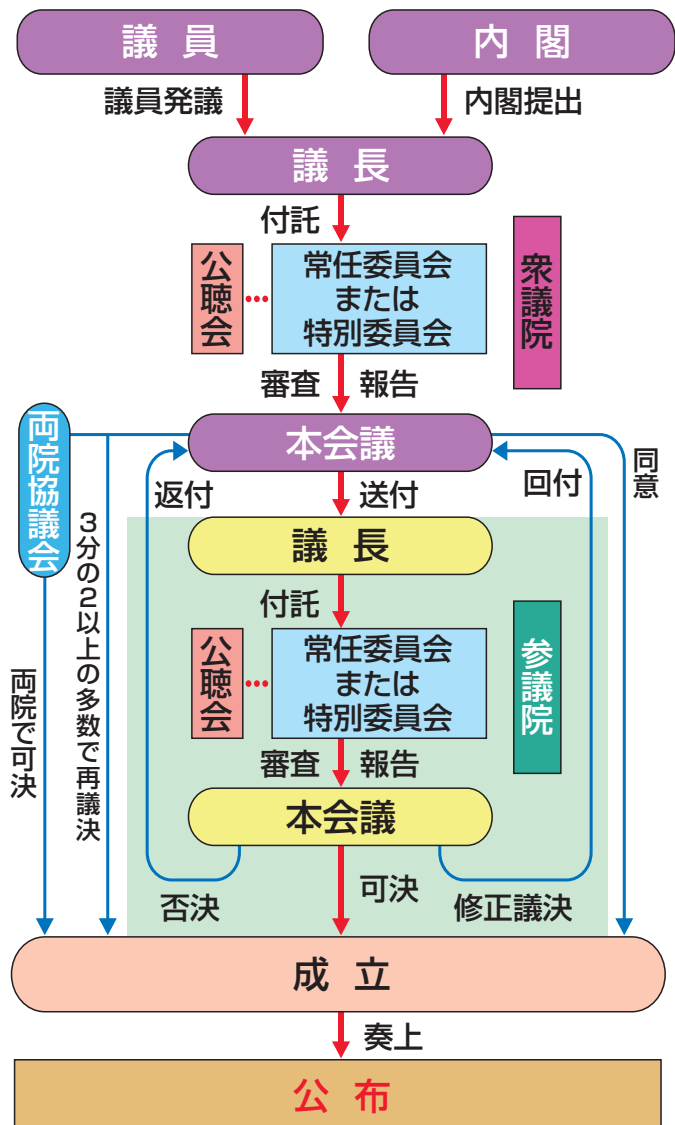 議員
内閣
議員発議
内閣提出
議長
付託
公聴会
常任委員会
または
特別委員会
衆議院
審査
報告
両院協議会
本会議
返付
送付
回付
同意
3分の2以上の多数で再議決
議長
付託
公聴会
常任委員会
または
特別委員会
参議院
両院で可決
審査
報告
本会議
否決
可決
修正議決
成立
奏上
公布